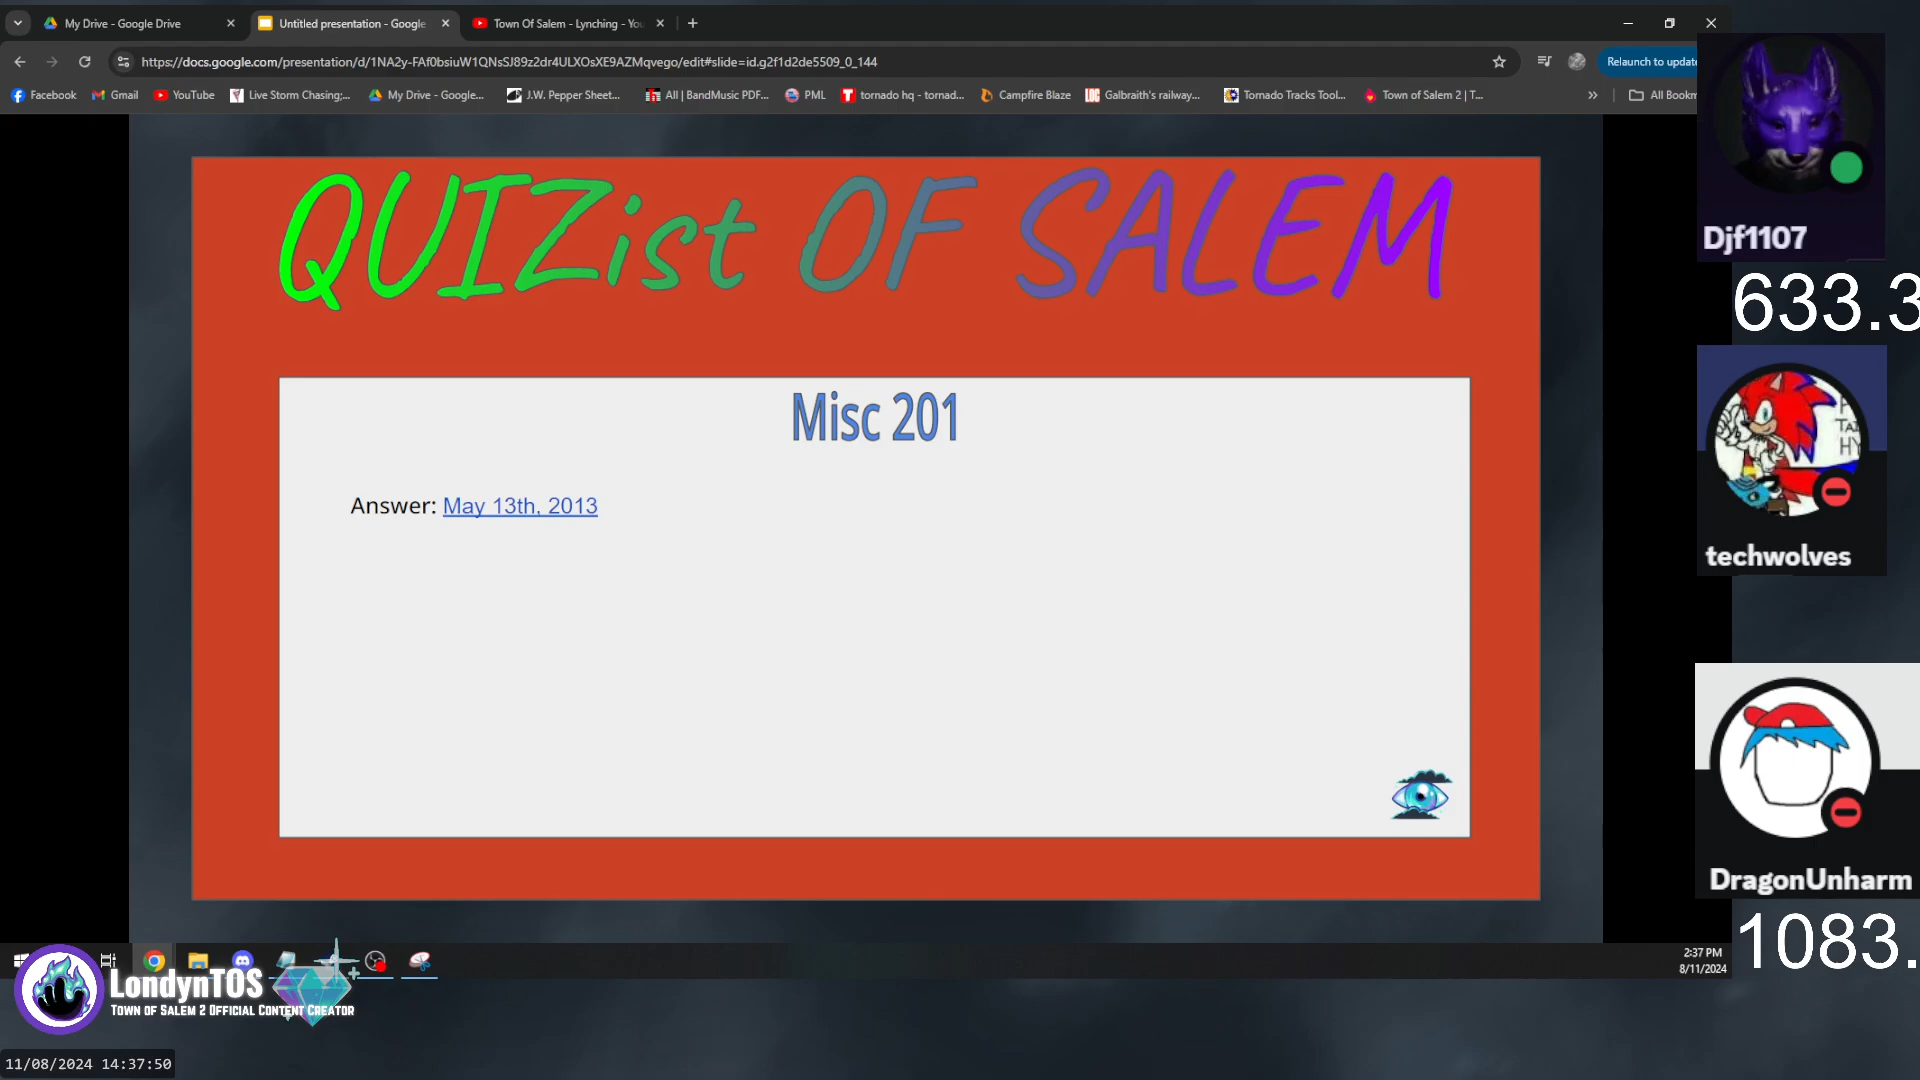 My Drive - Google Drive
Untitled presentation - Google
Town Of Salem - Lynching - You
https://docs.google.com/presentation/d/1NA2y-FAf0bsiuW1QNsSJ89z2dr4ULXOsXE9AZMqvego/edit#slide=id.g2f1d2de5509_0_144
Relaunch to update
Facebook
Gmail
YouTube
Live Storm Chasing;...
My Drive - Google...
J.W. Pepper Sheet...
All | BandMusic PDF...
PML
tornado hq - tornad...
Campfire Blaze
Galbraith's railway...
Tornado Tracks Tool...
Town of Salem 2 | T...
All Bookm
QUIZist OF SALEM
Misc 201
Answer: May 13th, 2013
Djf1107
633.3
techwolves
DragonUnharm
1083.
2:37 PM
8/11/2024
LondynTOS
Town of Salem 2 Official Content Creator
11/08/2024 14:37:50